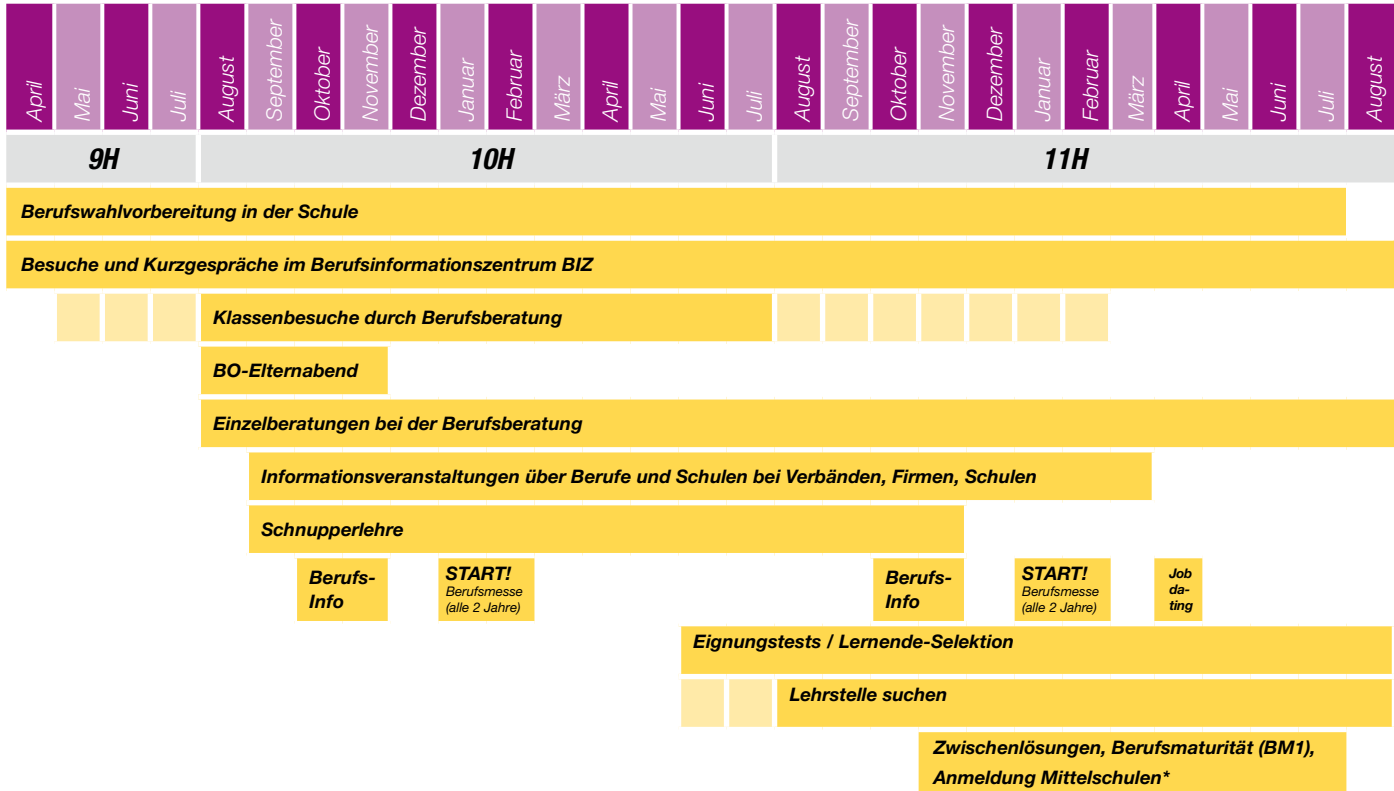 April Mai Juni Juli August September Oktober November Dezember Januar Februar März April Mai Juni Juli August September Oktober November Dezember Januar Februar März April Mai Juni Juli August
9H 10H 11H
Berufswahlvorbereitung in der Schule
Besuche und Kurzgespräche im Berufsinformationszentrum BIZ
Klassenbesuche durch Berufsberatung
BO-Elternabend
Einzelberatungen bei der Berufsberatung
Informationsveranstaltungen über Berufe und Schulen bei Verbänden, Firmen, Schulen
Schnupperlehre
Berufs-
Info
START!
Berufsmesse
(alle 2 Jahre)
Berufs-
Info
START!
Berufsmesse
(alle 2 Jahre)
Job
da-
ting
Eignungstests / Lernende-Selektion
Lehrstelle suchen
Zwischenlösungen, Berufsmaturität (BM1),
Anmeldung Mittelschulen*